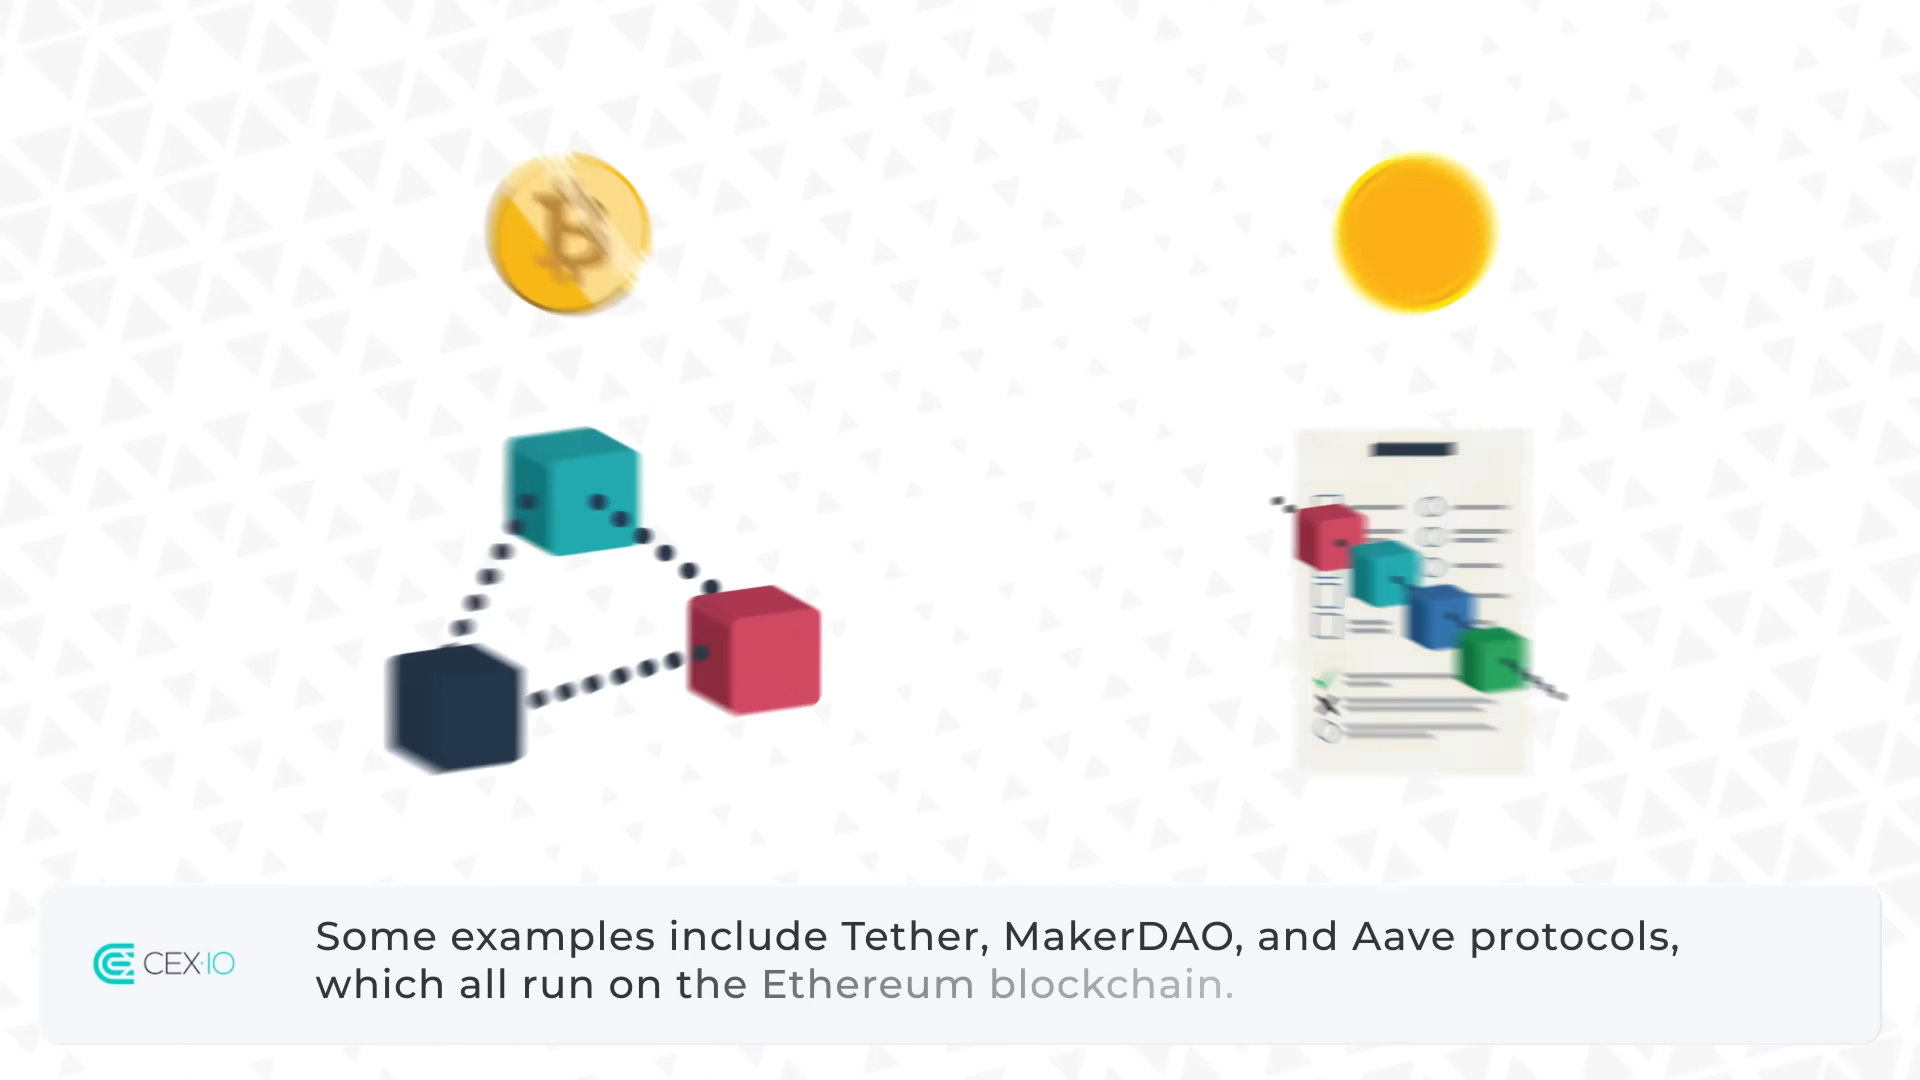 CEX·IO
Some examples include Tether, MakerDAO, and Aave protocols,
which all run on the Ethereum blockchain.